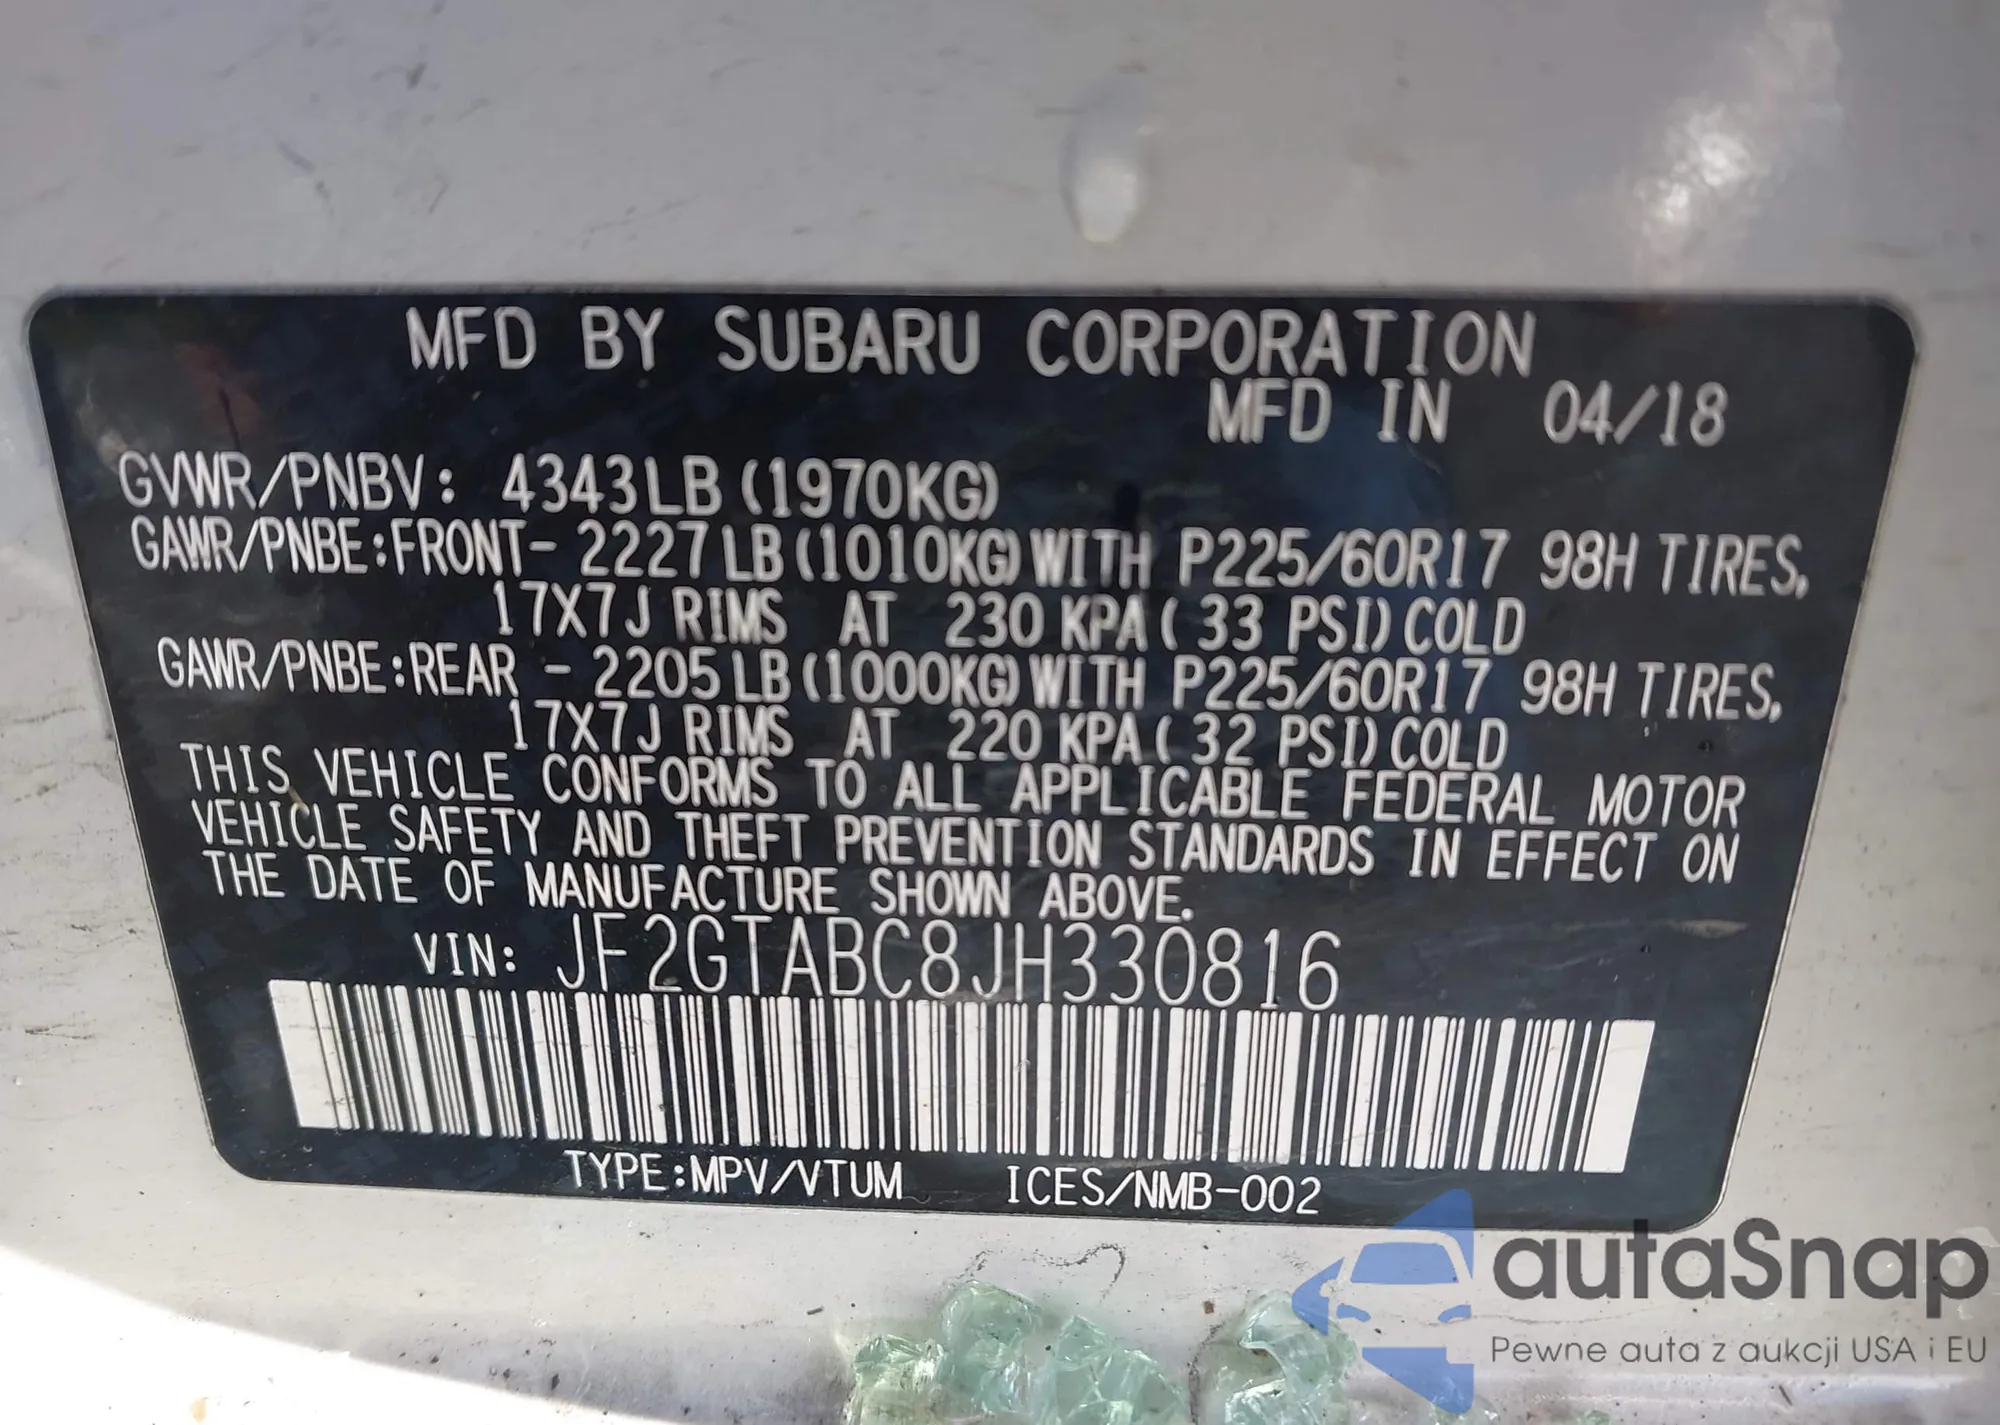 MFD BY SUBARU CORPORATION
MFD IN 04/18
GVWR/PNBV: 4343LB (1970KG)
GAWR/PNBE:FRONT- 2227LB(1010KG)WITH P225/60R17 98H TIRES,
17X7J RIMS AT 230 KPA( 33 PSI)COLD
GAWR/PNBE:REAR - 2205LB(1000KG)WITH P225/60R17 98H TIRES,
17X7J RIMS AT 220 KPA( 32 PSI)COLD
THIS VEHICLE CONFORMS TO ALL APPLICABLE FEDERAL MOTOR
VEHICLE SAFETY AND THEFT PREVENTION STANDARDS IN EFFECT ON
THE DATE OF MANUFACTURE SHOWN ABOVE.
VIN: JF2GTABC8JH330816
TYPE:MPV/VTUM ICES/NMB-002
autaSnap
Pewne auta z aukcji USA i EU